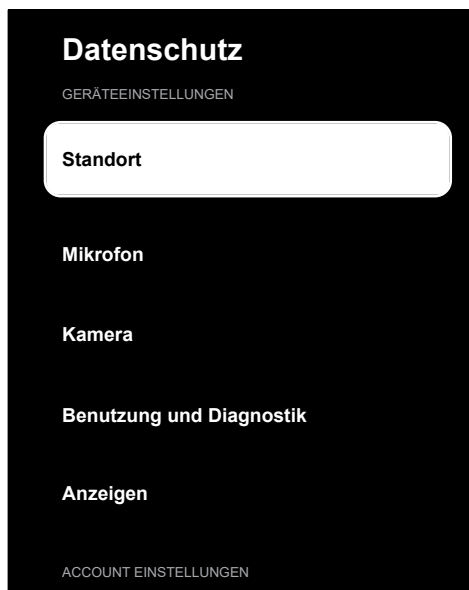 Datenschutz
GERÄTEEINSTELLUNGEN
Standort
Mikrofon
Kamera
Benutzung und Diagnostik
Anzeigen
ACCOUNT EINSTELLUNGEN